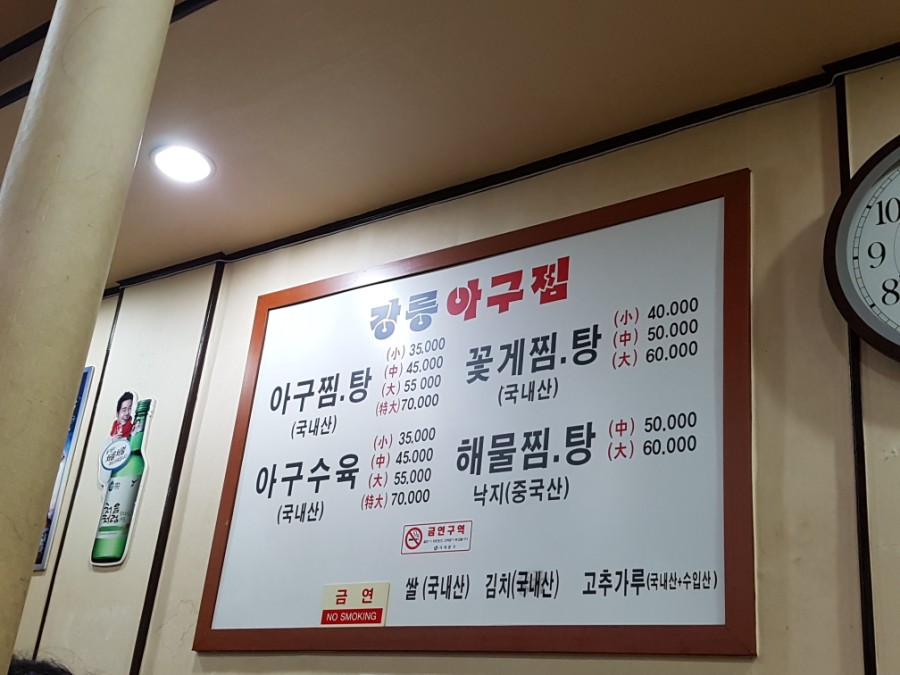 강릉아구찜
아구찜.탕
(국내산)
(小) 35.000
(中) 45.000
(大) 55 000
(特大)70.000
꽃게찜.탕
(국내산)
(小) 40.000
(中) 50.000
(大) 60.000
아구수육
(국내산)
(小) 35.000
(中) 45.000
(大) 55.000
(特大) 70.000
해물찜.탕
낙지(중국산)
(中) 50.000
(大) 60.000
금연구역
쌀 (국내산) 김치(국내산) 고추가루(국내산+수입산)
금 연
NO SMOKING
처음처럼
10
9
8